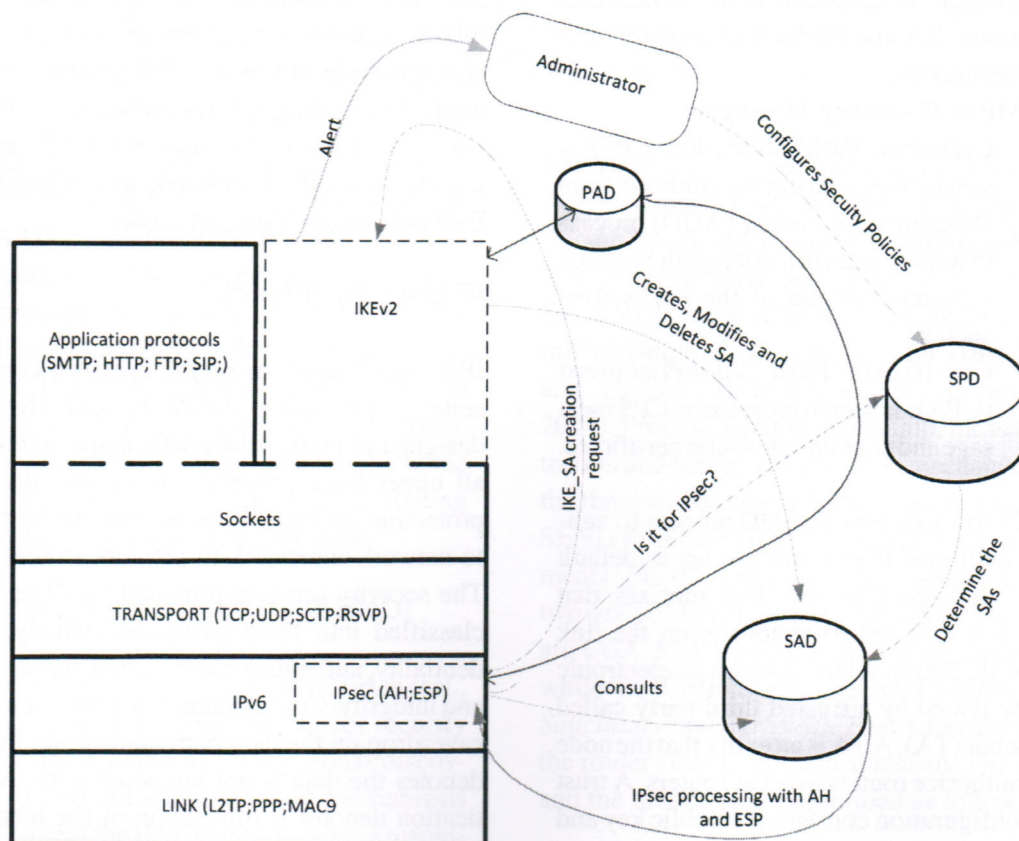 Administrator
Alert
Configures Secuity Policies
PAD
IKEv2
Application protocols
(SMTP; HTTP; FTP; SIP;)
Creates, Modifies and
Deletes SA
SPD
IKE_SA creation
request
Is it for IPsec?
Sockets
TRANSPORT (TCP;UDP;SCTP;RSVP)
Determine the
SAs
SAD
IPv6
IPsec (AH;ESP)
Consults
LINK (L2TP;PPP;MAC9
IPsec processing with AH
and ESP